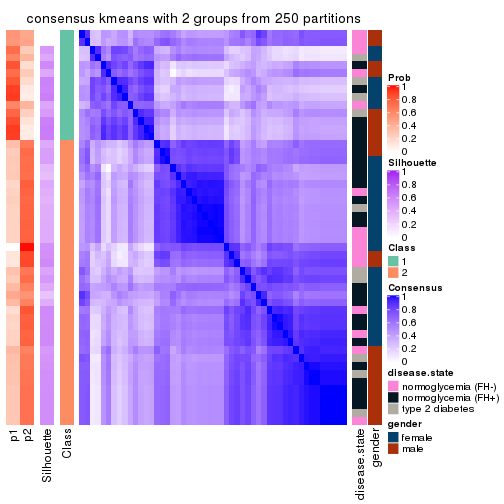 consensus kmeans with 2 groups from 250 partitions
Prob
1
0.8
0.6
0.4
0.2
0
Silhouette
1
0.8
0.6
0.4
0.2
0
Class
1
2
Consensus
1
0.8
0.6
0.4
0.2
0
disease.state
normoglycemia (FH-)
normoglycemia (FH+)
type 2 diabetes
gender
female
male
p1
p2
Silhouette
Class
disease.state
gender